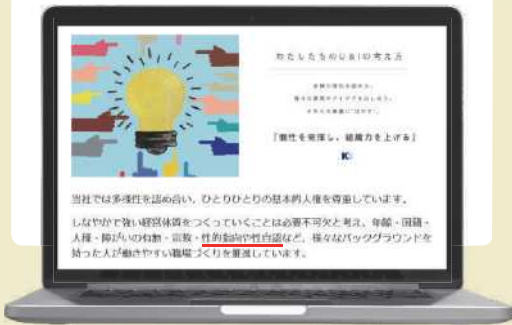 わたしたちのD&Iの考え方
「個性を発揮し、組織力を上げる」
当社では多様性を認め合い、ひとりひとりの基本的人権を尊重しています。
しなやかで強い経営体質をつくっていくことは必要不可欠と考え、年齢・国籍・
人種・障がいの有無・宗教・性的指向や性自認など、様々なバックグラウンドを
持った人が働きやすい職場づくりを推進しています。